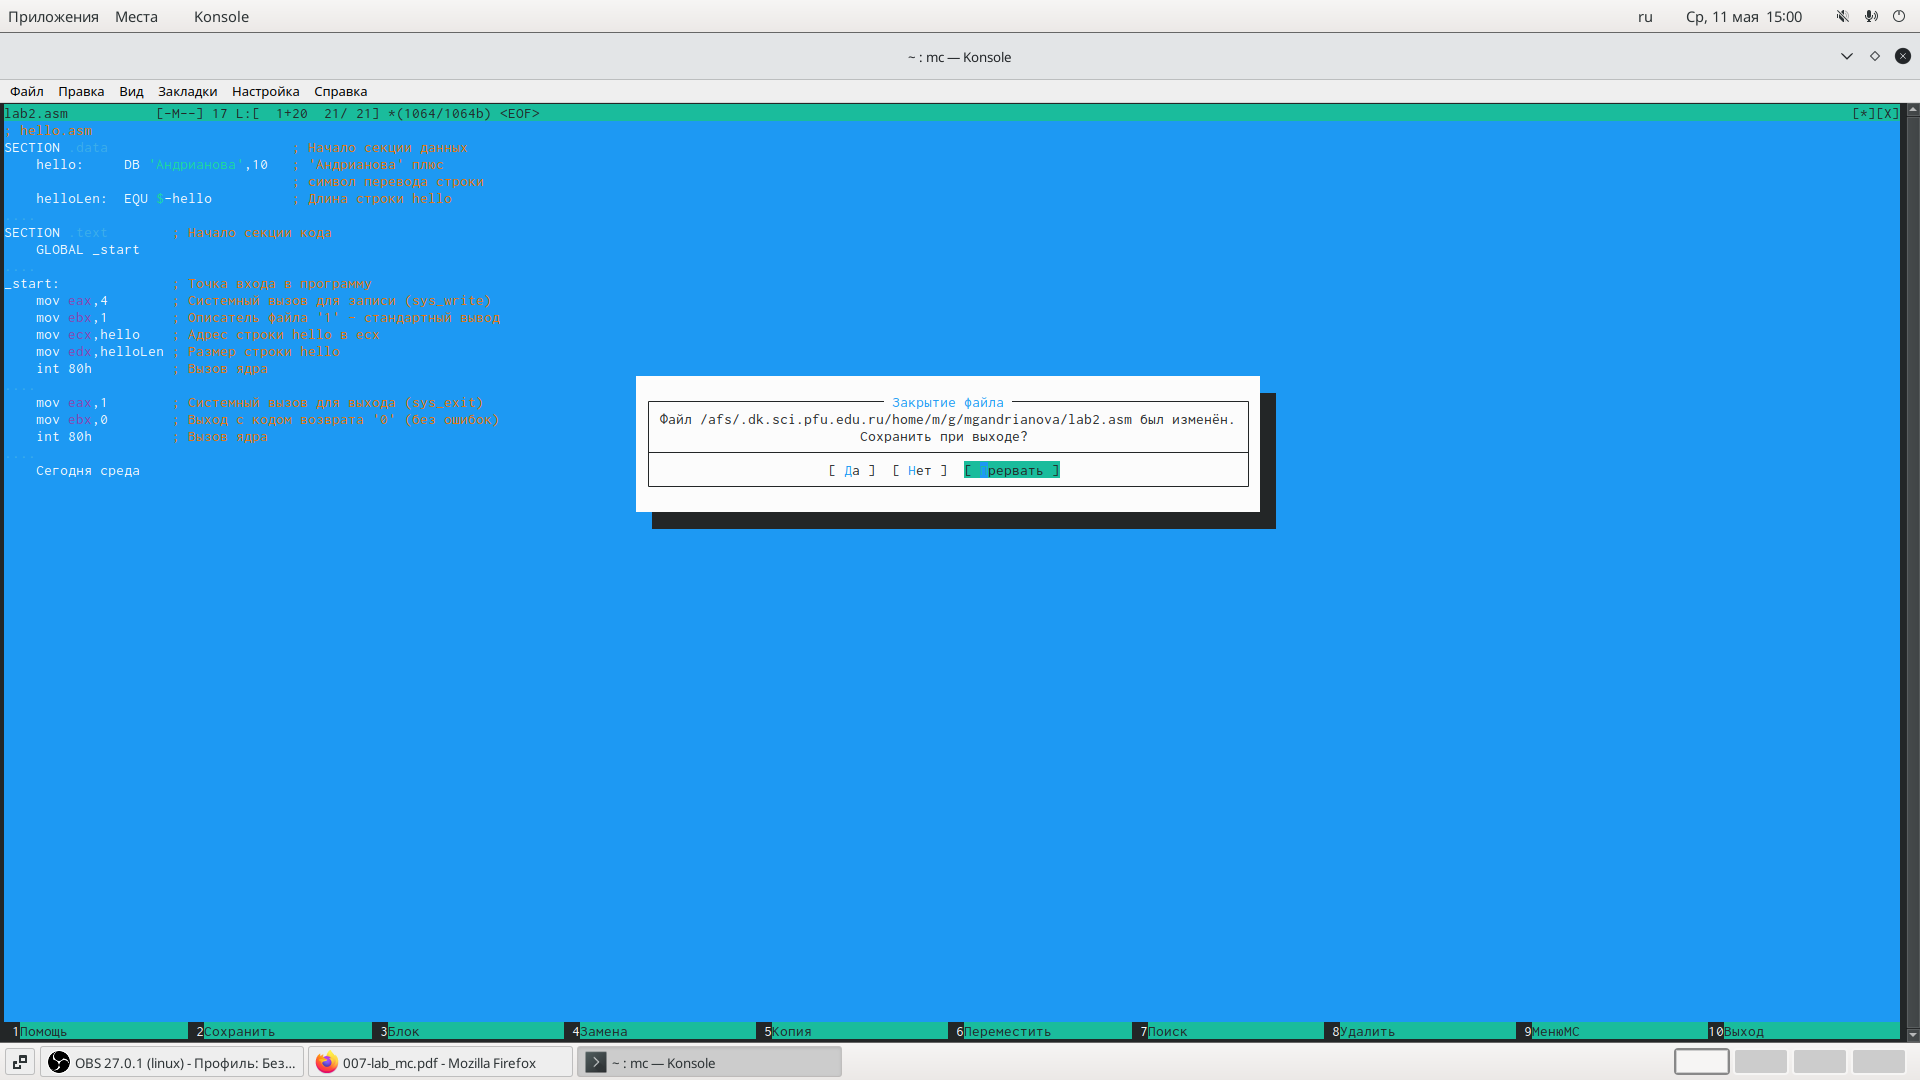 Приложения Места Konsole ru Ср, 11 мая 15:00
~ : mc — Konsole
Файл Правка Вид Закладки Настройка Справка
lab2.asm [-M--] 17 L:[ 1+20 21/ 21] *(1064/1064b) <EOF> [*][X]
; hello.asm
SECTION .data ; Начало секции данных
hello: DB 'Андрианова',10 ; 'Андрианова' плюс
; символ перевода строки
helloLen: EQU $-hello ; Длина строки hello
SECTION .text ; Начало секции кода
GLOBAL _start
_start: ; Точка входа в программу
mov eax,4 ; Системный вызов для записи (sys_write)
mov ebx,1 ; Описатель файла '1' - стандартный вывод
mov ecx,hello ; Адрес строки hello в ecx
mov edx,helloLen ; Размер строки hello
int 80h ; Вызов ядра
mov eax,1 ; Системный вызов для выхода (sys_exit)
mov ebx,0 ; Выход с кодом возврата '0' (без ошибок)
int 80h ; Вызов ядра
Сегодня среда
Закрытие файла
Файл /afs/.dk.sci.pfu.edu.ru/home/m/g/mgandrianova/lab2.asm был изменён.
Сохранить при выходе?
[ Да ] [ Нет ] [ Прервать ]
1Помощь 2Сохранить 3Блок 4Замена 5Копия 6Переместить 7Поиск 8Удалить 9МенюМС 10Выход
OBS 27.0.1 (linux) - Профиль: Без... 007-lab_mc.pdf - Mozilla Firefox ~ : mc — Konsole